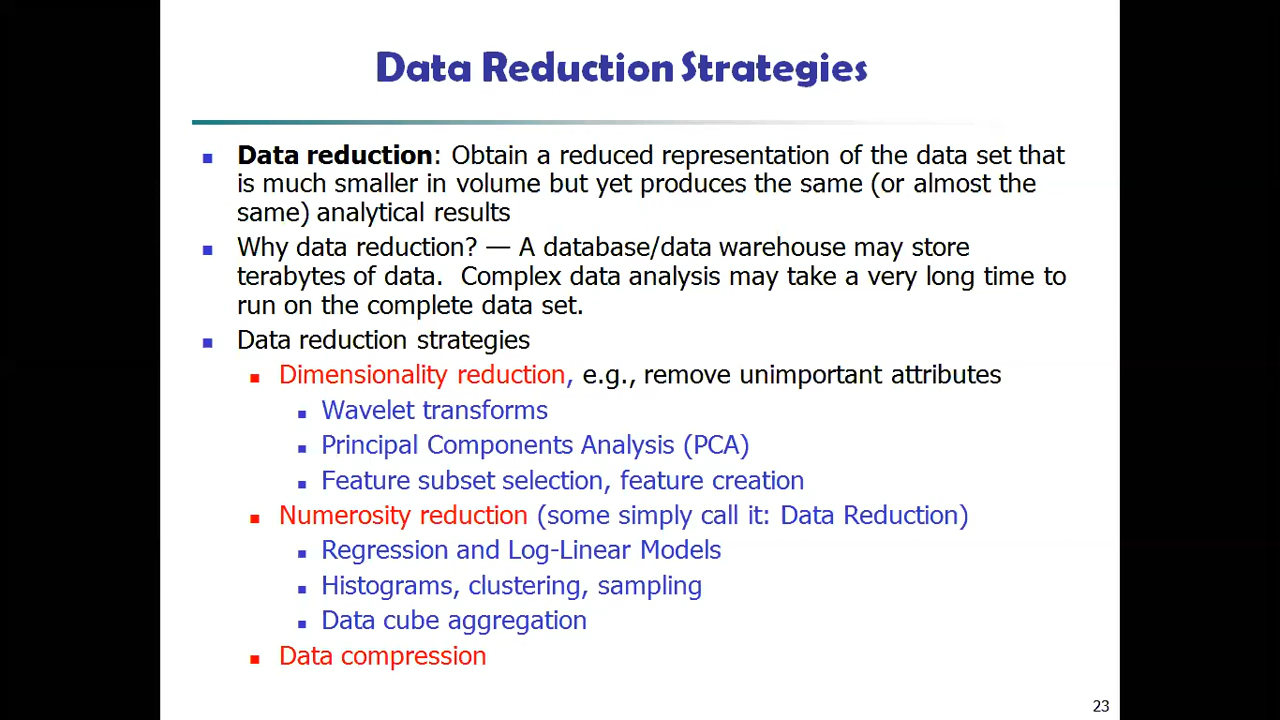 Data Reduction Strategies
Data reduction: Obtain a reduced representation of the data set that
is much smaller in volume but yet produces the same (or almost the
same) analytical results
Why data reduction? — A database/data warehouse may store
terabytes of data.  Complex data analysis may take a very long time to
run on the complete data set.
Data reduction strategies
Dimensionality reduction, e.g., remove unimportant attributes
Wavelet transforms
Principal Components Analysis (PCA)
Feature subset selection, feature creation
Numerosity reduction (some simply call it: Data Reduction)
Regression and Log-Linear Models
Histograms, clustering, sampling
Data cube aggregation
Data compression
23